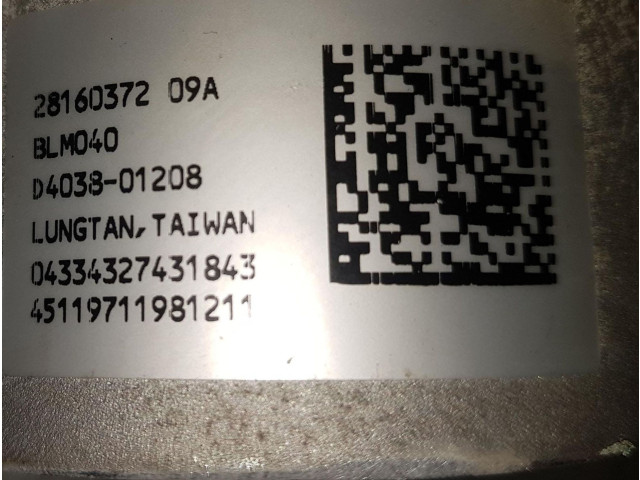 28160372 09A
BLM040
D4038-01208
LUNGTAN, TAIWAN
04334327431843
45119711981211